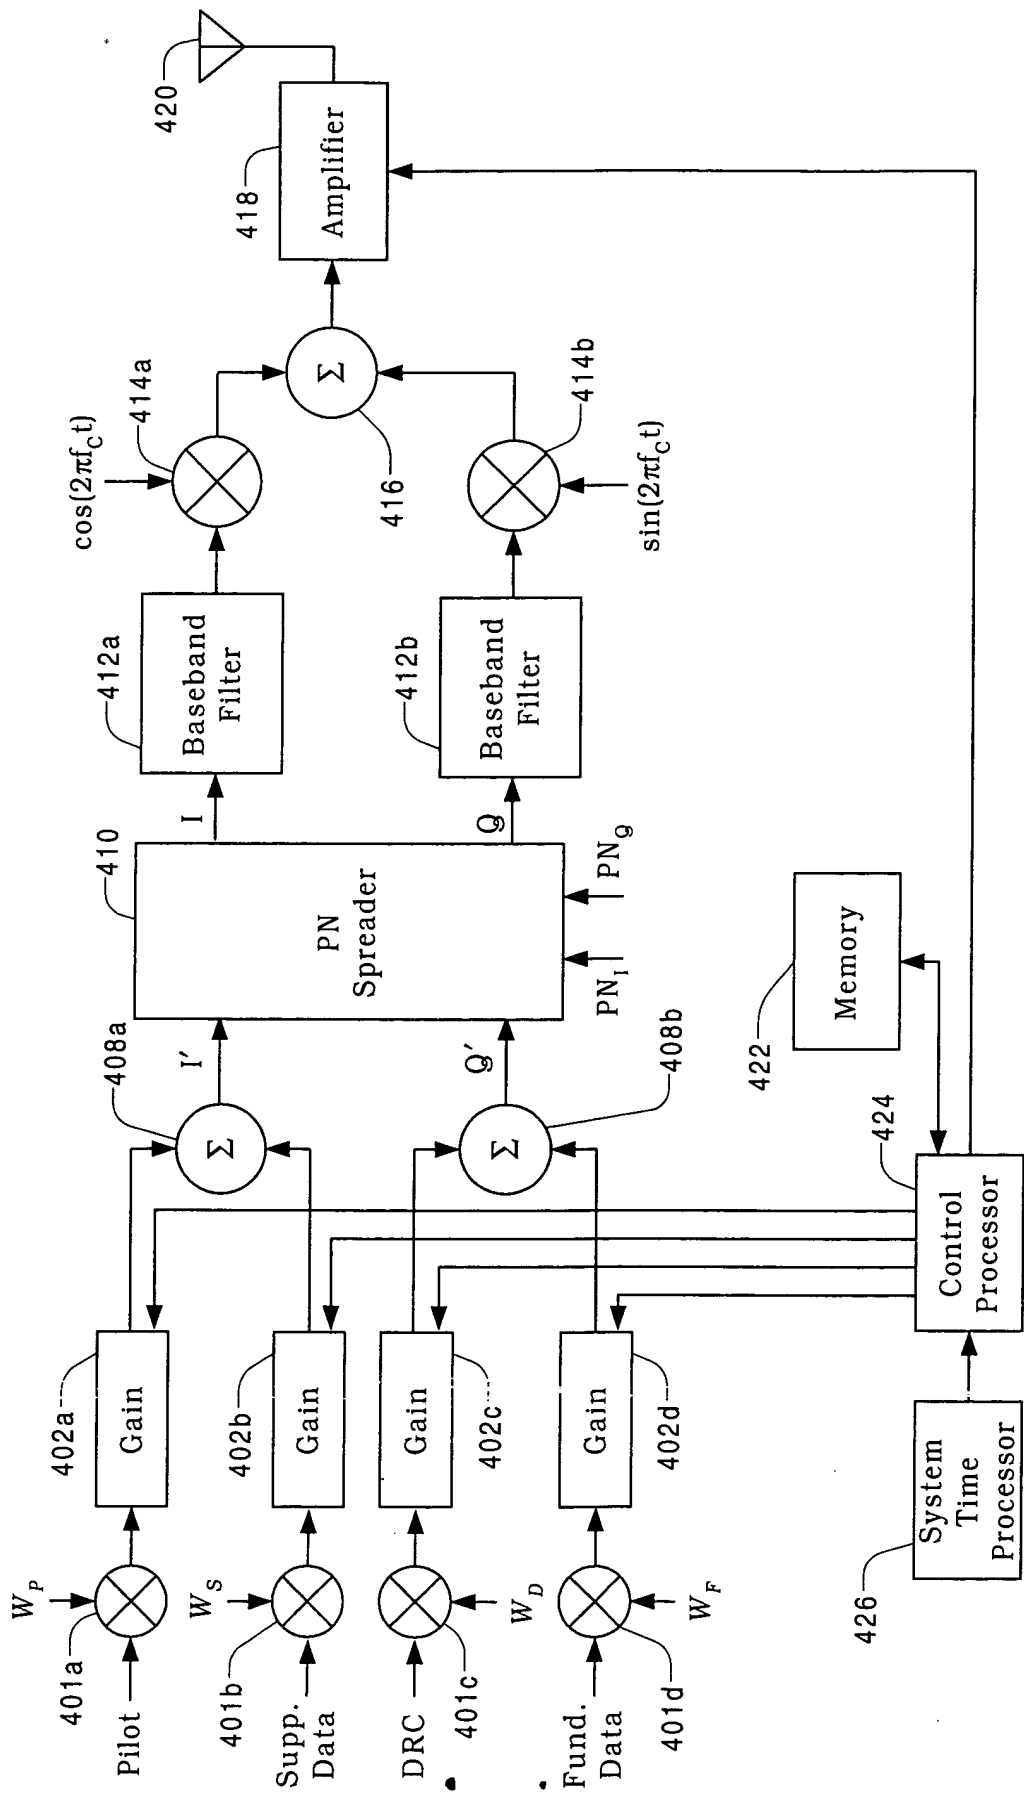 Pilot
401a
W_P
402a
Gain
Supp.
Data
401b
W_S
402b
Gain
DRC
401c
W_D
402c
Gain
Fund.
Data
401d
W_F
402d
Gain
408a
Σ
I′
408b
Σ
Q′
410
PN
Spreader
PN_I
PN_Q
I
Q
412a
Baseband
Filter
412b
Baseband
Filter
cos(2πf_Ct)
414a
sin(2πf_Ct)
414b
Σ
416
418
Amplifier
420
426
System
Time
Processor
424
Control
Processor
422
Memory